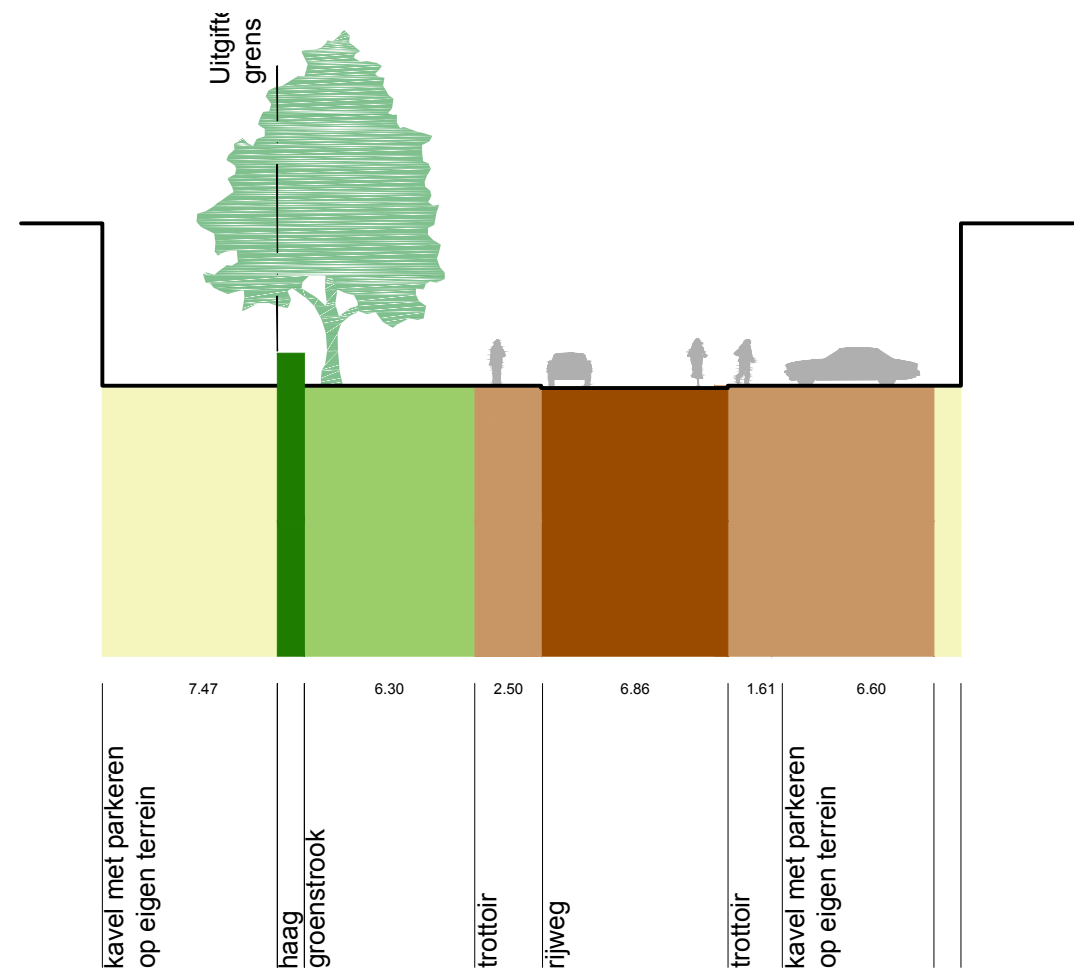 Uitgifte
grens
7.47
6.30
2.50
6.86
1.61
6.60
kavel met parkeren
op eigen terrein
haag
groenstrook
trottoir
rijweg
trottoir
kavel met parkeren
op eigen terrein